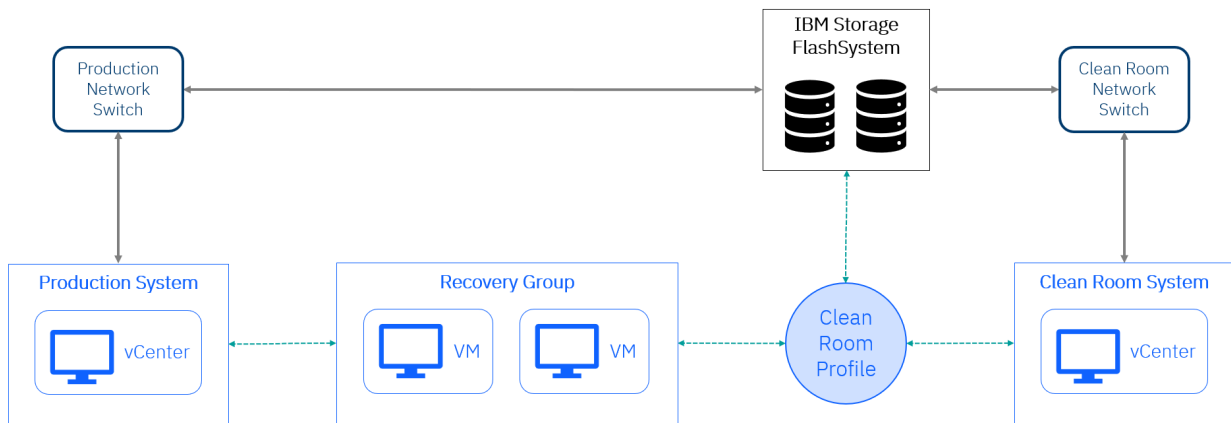 IBM Storage
FlashSystem
Production
Network
Switch
Clean Room
Network
Switch
Production System
vCenter
Recovery Group
VM
VM
Clean
Room
Profile
Clean Room System
vCenter